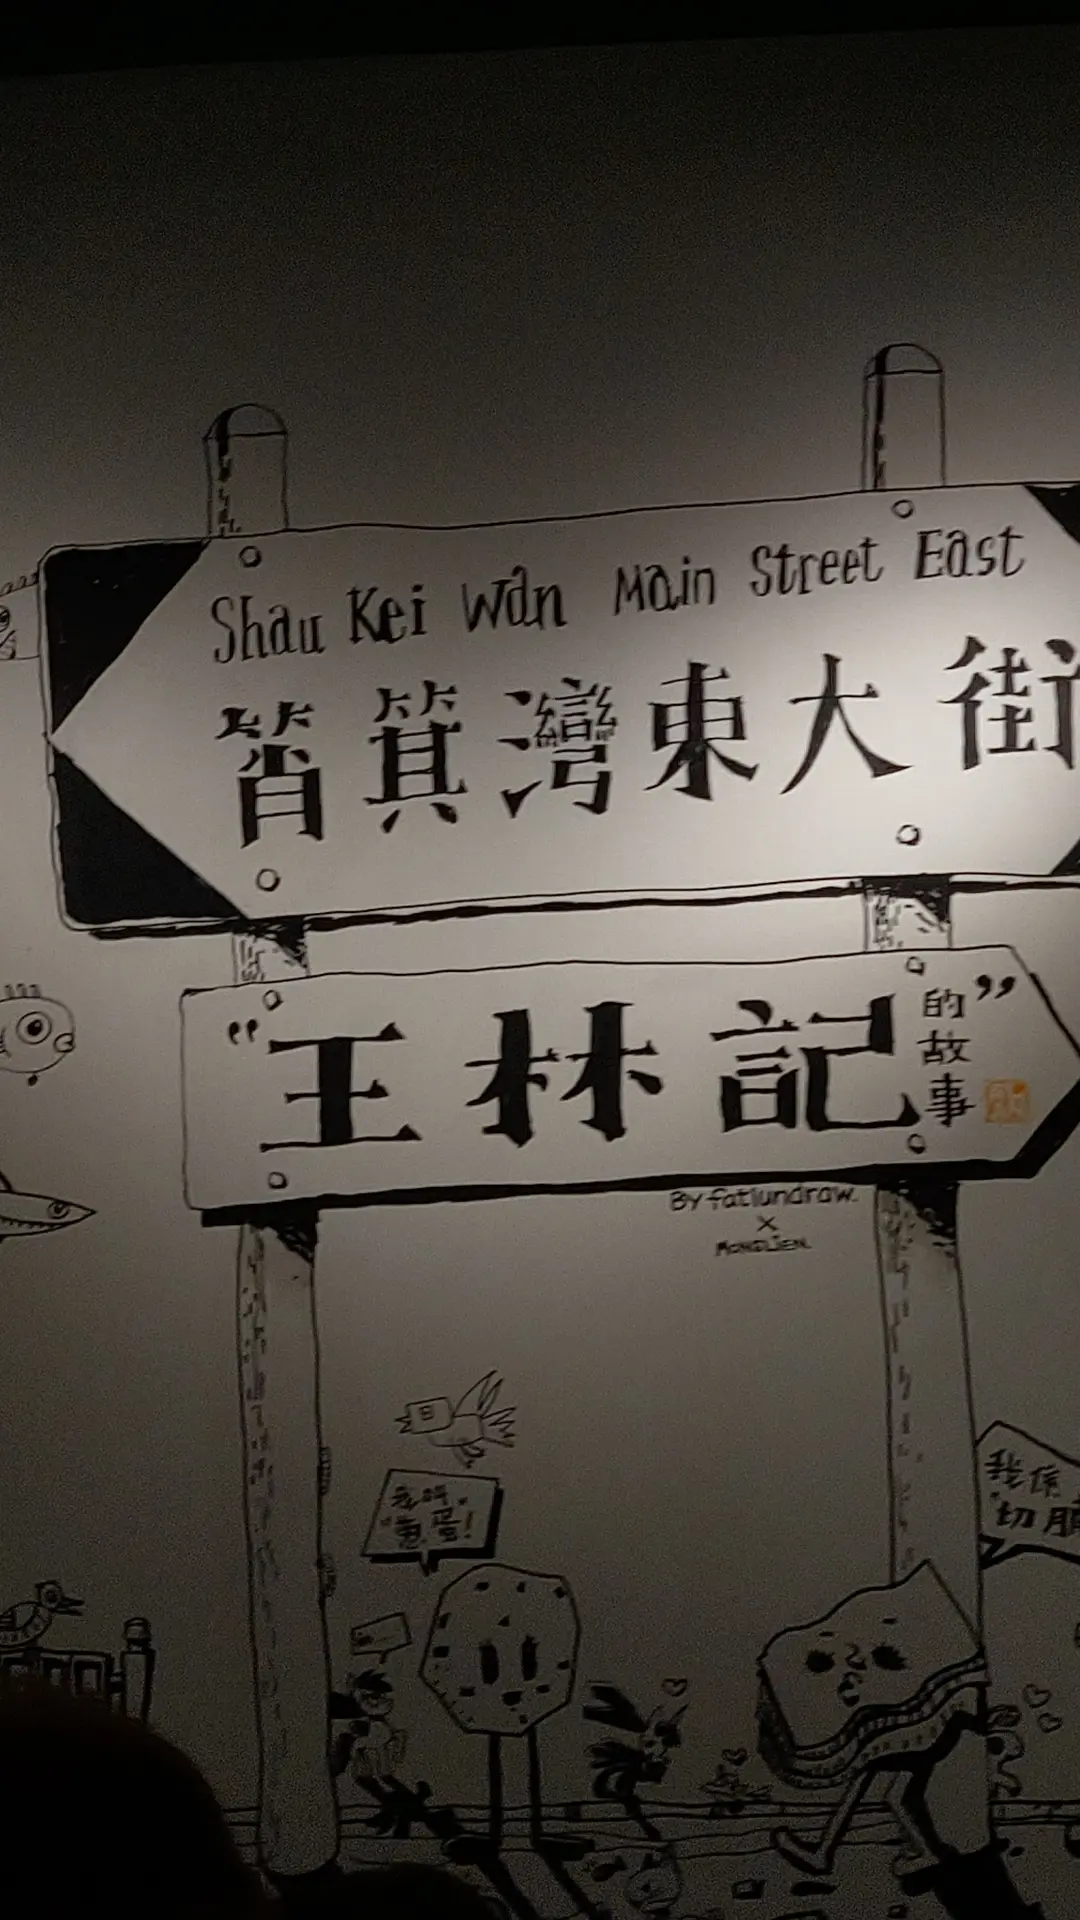 Shau Kei Wan Main Street East
筲箕灣東大街
“王林記的故事”
By fatlundraw.
x
我係
切腩